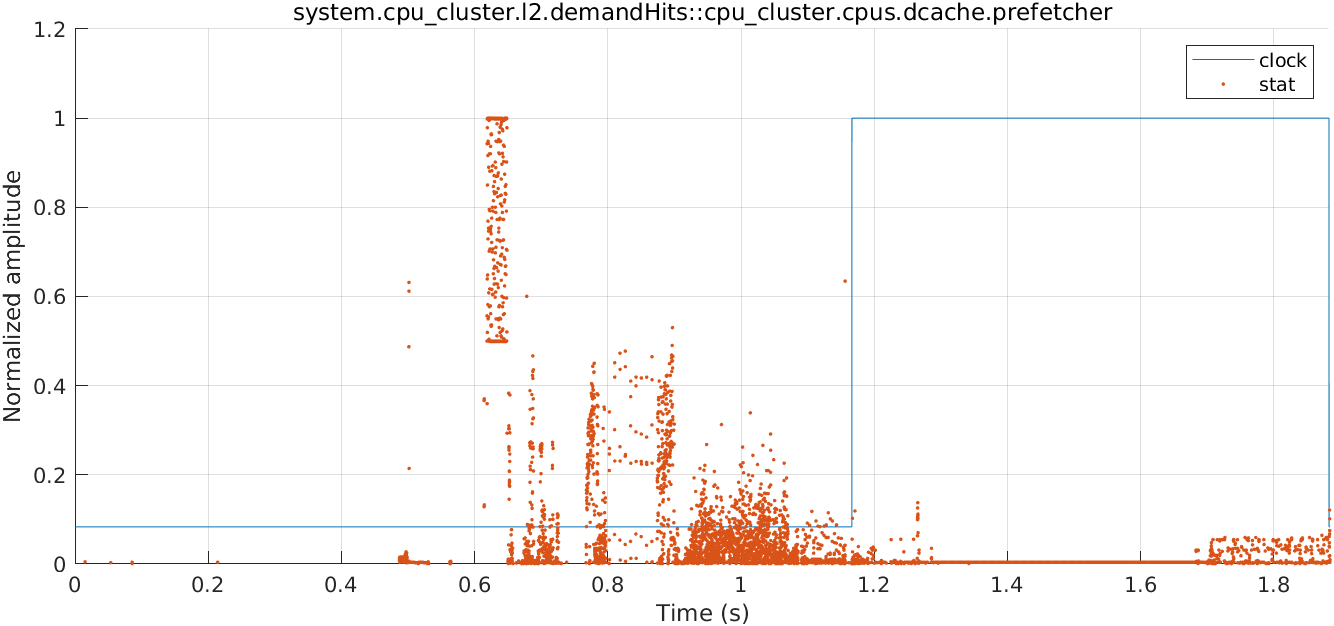 system.cpu_cluster.l2.demandHits::cpu_cluster.cpus.dcache.prefetcher
1.2
1
0.8
0.6
0.4
0.2
0
Normalized amplitude
clock
stat
0 0.2 0.4 0.6 0.8 1 1.2 1.4 1.6 1.8
Time (s)